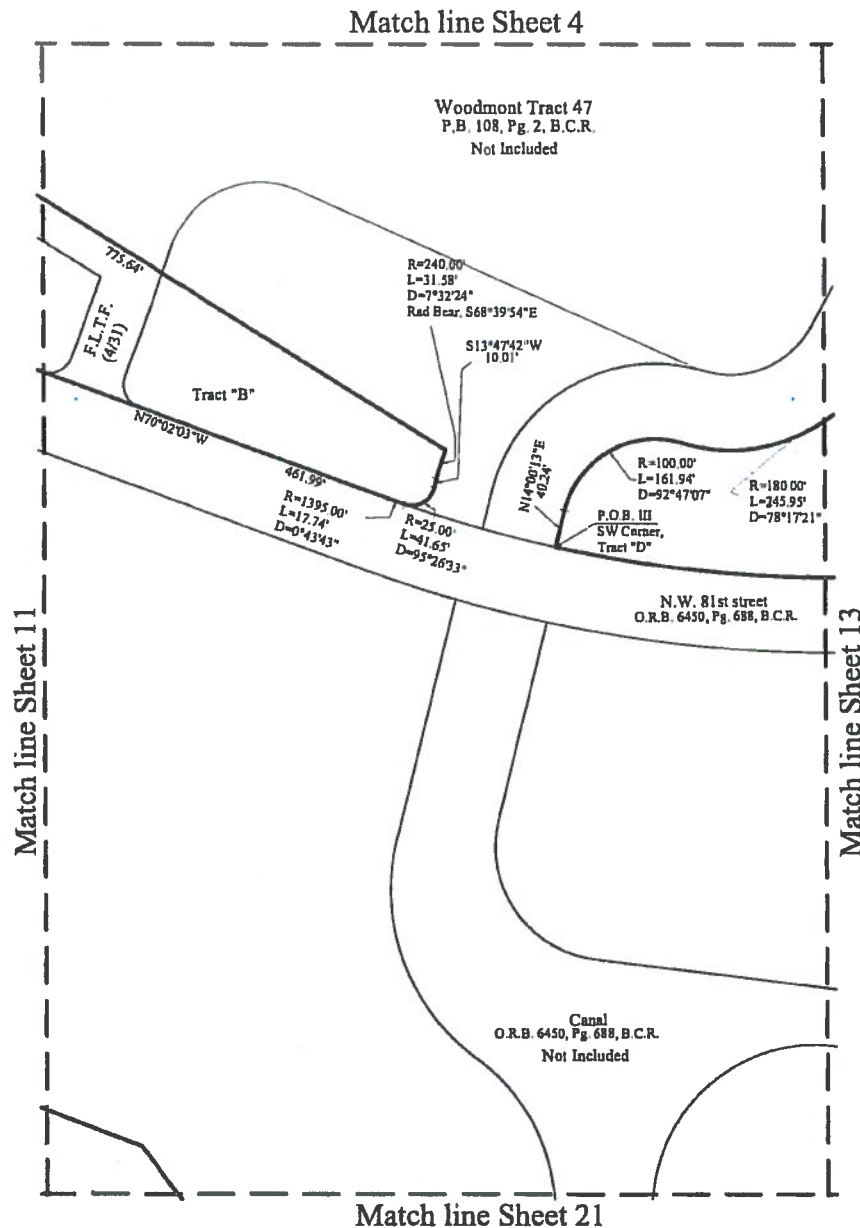 Match line Sheet 4
Woodmont Tract 47
P.B. 108, Pg. 2, B.C.R.
Not Included
775.64'
R=240.00'
L=31.58'
D=7°32'24"
Rad Bear, S68°39'54"E
F.L.T.F.
(4/31)
S13°47'42"W
10.01'
Tract "B"
N70°02'03"W
461.99'
R=1395.00'
L=17.74'
D=0°43'43"
R=25.00'
L=41.65'
D=95°26'33"
N14°00'13"E
40.24'
R=100.00'
L=161.94'
D=92°47'07"
R=180.00'
L=245.95'
D=78°17'21"
P.O.B. III
SW Corner,
Tract "D"
N.W. 81st street
O.R.B. 6450, Pg. 688, B.C.R.
Match line Sheet 11
Match line Sheet 13
Canal
O.R.B. 6450, Pg. 688, B.C.R.
Not Included
Match line Sheet 21